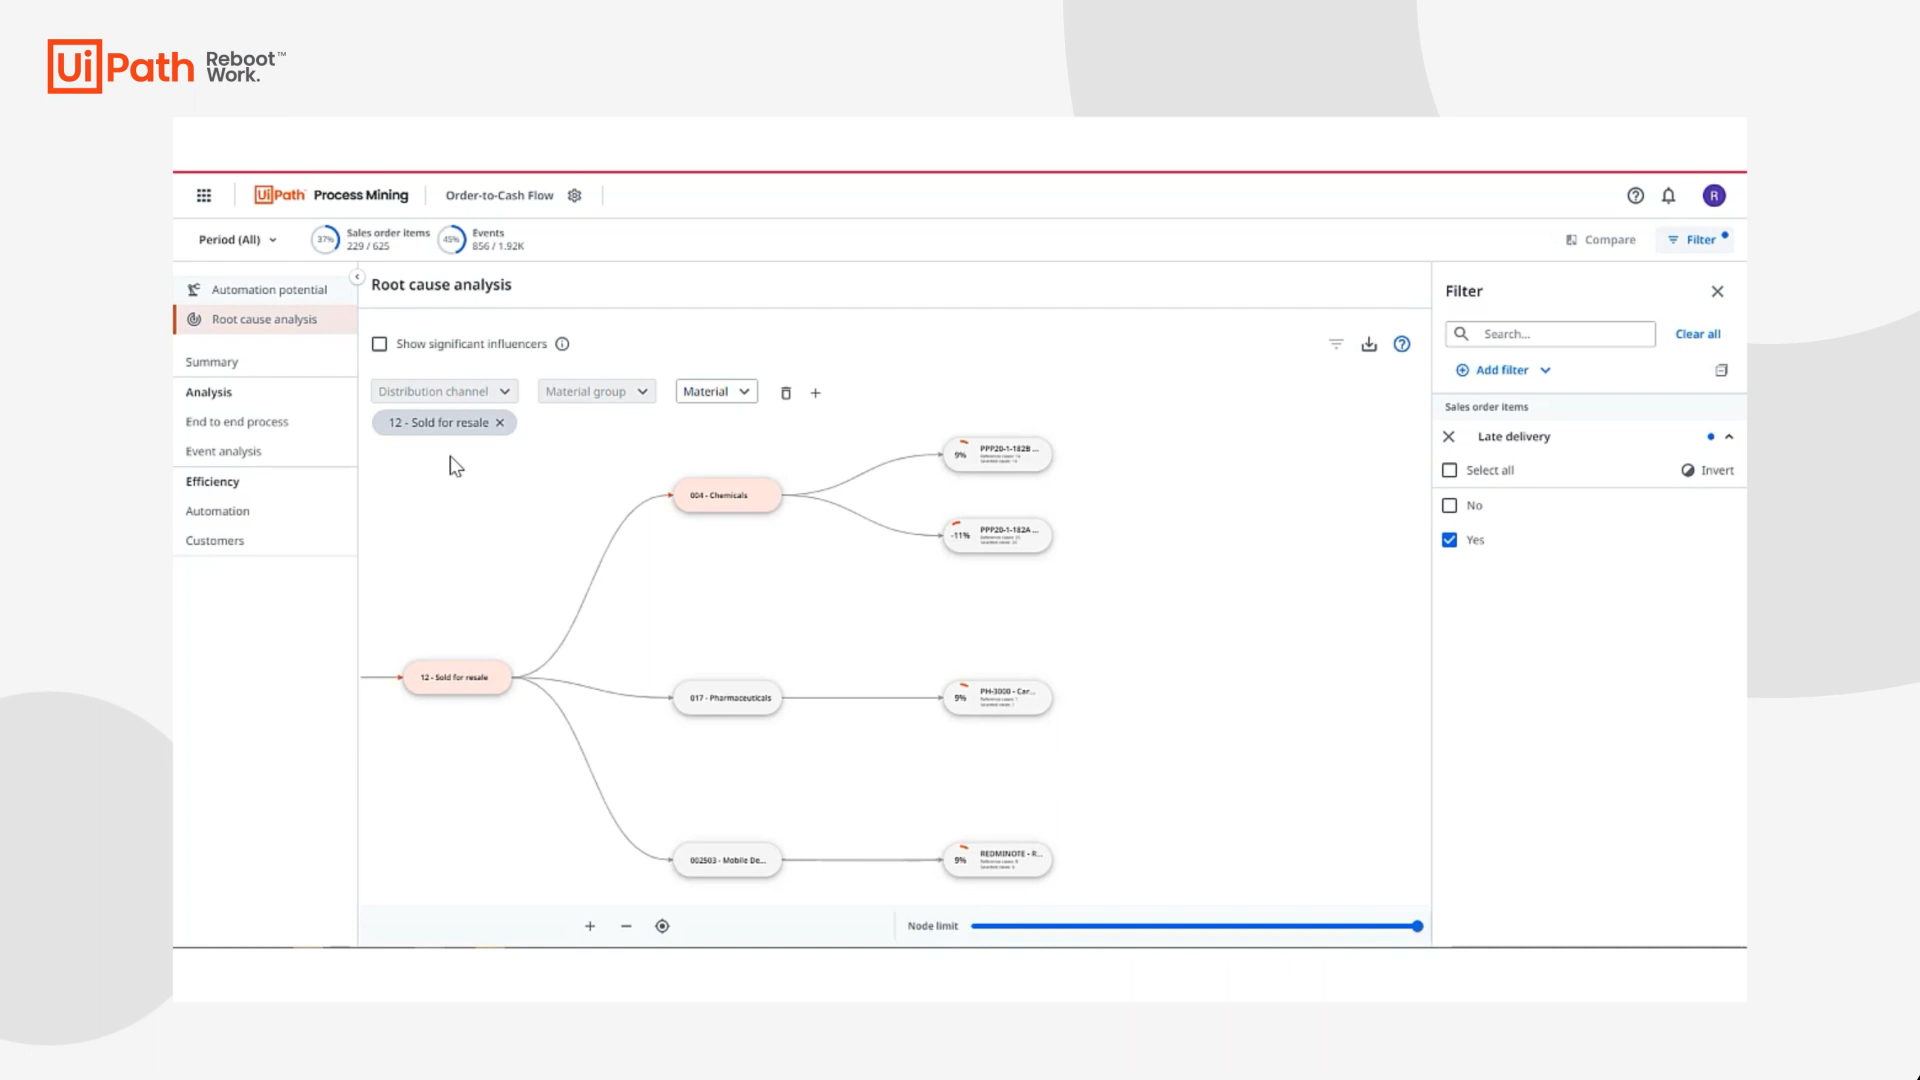 UiPath Reboot Work.™
UiPath Process Mining Order-to-Cash Flow R
Period (All) 37% Sales order items 229 / 625 45% Events 856 / 1.92K Compare Filter
Automation potential
Root cause analysis
Summary
Analysis
End to end process
Event analysis
Efficiency
Automation
Customers
Root cause analysis
Show significant influencers
Distribution channel Material group Material
12 - Sold for resale
12 - Sold for resale
004 - Chemicals
017 - Pharmaceuticals
002503 - Mobile De...
9% PPP20-1-182B ...
-11% PPP20-1-182A ...
9% PH-3000 - Car...
9% REDMINOTE - R...
Node limit
Filter
Search... Clear all
Add filter
Sales order items
Late delivery
Select all Invert
No
Yes